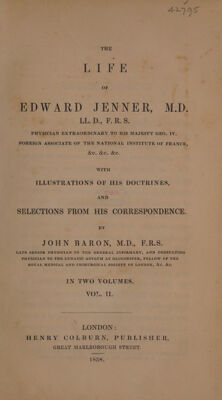 42795
THE
LIFE
OF
EDWARD JENNER, M.D.
LL.D., F.R.S.
PHYSICIAN EXTRAORDINARY TO HIS MAJESTY GEO. IV.
FOREIGN ASSOCIATE OF THE NATIONAL INSTITUTE OF FRANCE,
&c. &c. &c.
WITH
ILLUSTRATIONS OF HIS DOCTRINES,
AND
SELECTIONS FROM HIS CORRESPONDENCE.
BY
JOHN BARON, M.D., F.R.S.
LATE SENIOR PHYSICIAN TO THE GENERAL INFIRMARY, AND CONSULTING
PHYSICIAN TO THE LUNATIC ASYLUM AT GLOUCESTER, FELLOW OF THE
ROYAL MEDICAL AND CHIRURGICAL SOCIETY OF LONDON, &c. &c.
IN TWO VOLUMES.
VOL. II.
LONDON:
HENRY COLBURN, PUBLISHER,
GREAT MARLBOROUGH STREET.
1838.